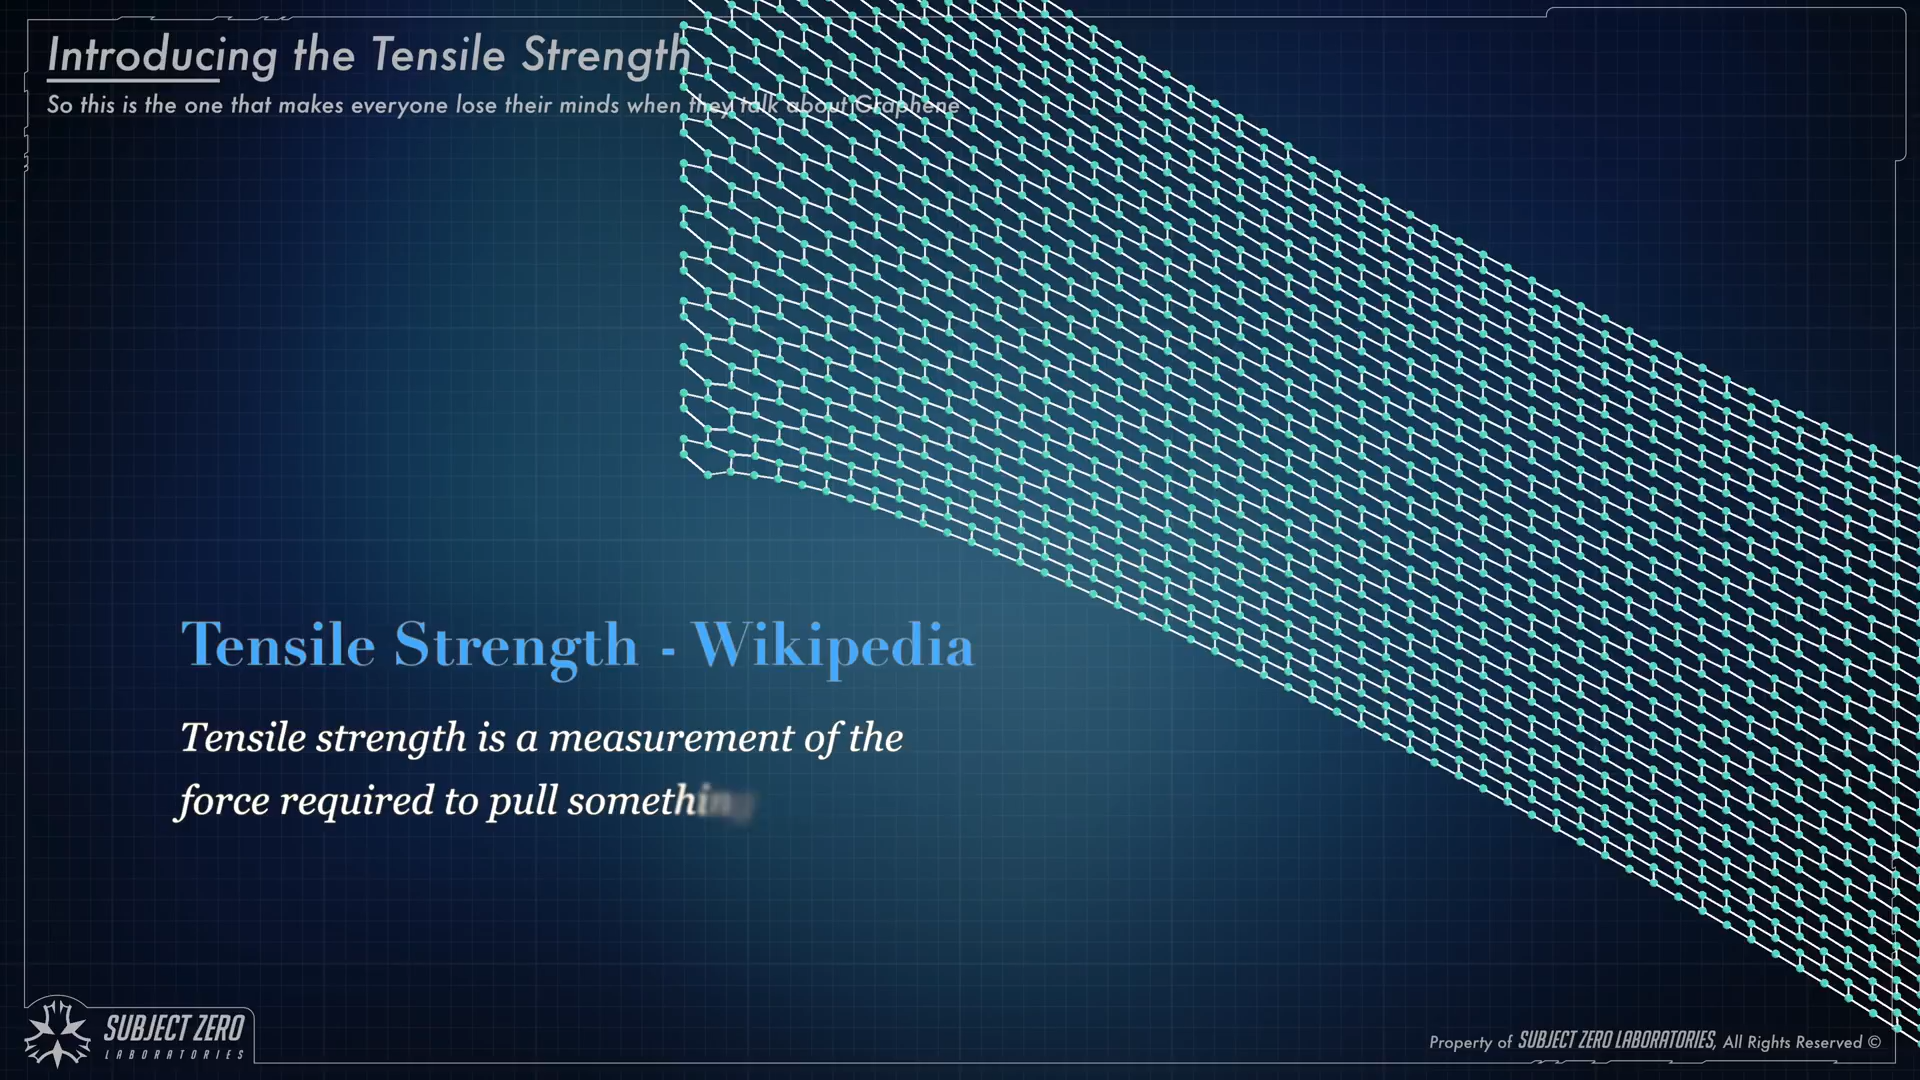 Introducing the Tensile Strength
So this is the one that makes everyone lose their minds when they talk about Graphene
Tensile Strength - Wikipedia
Tensile strength is a measurement of the
force required to pull something
SUBJECT ZERO
LABORATORIES
Property of SUBJECT ZERO LABORATORIES, All Rights Reserved ©